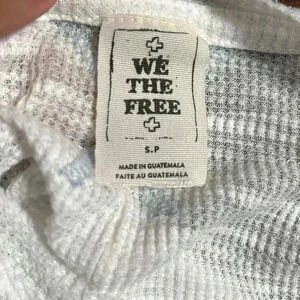 WE
THE
FREE
S.P
MADE IN GUATEMALA
FAITE AU GUATEMALA